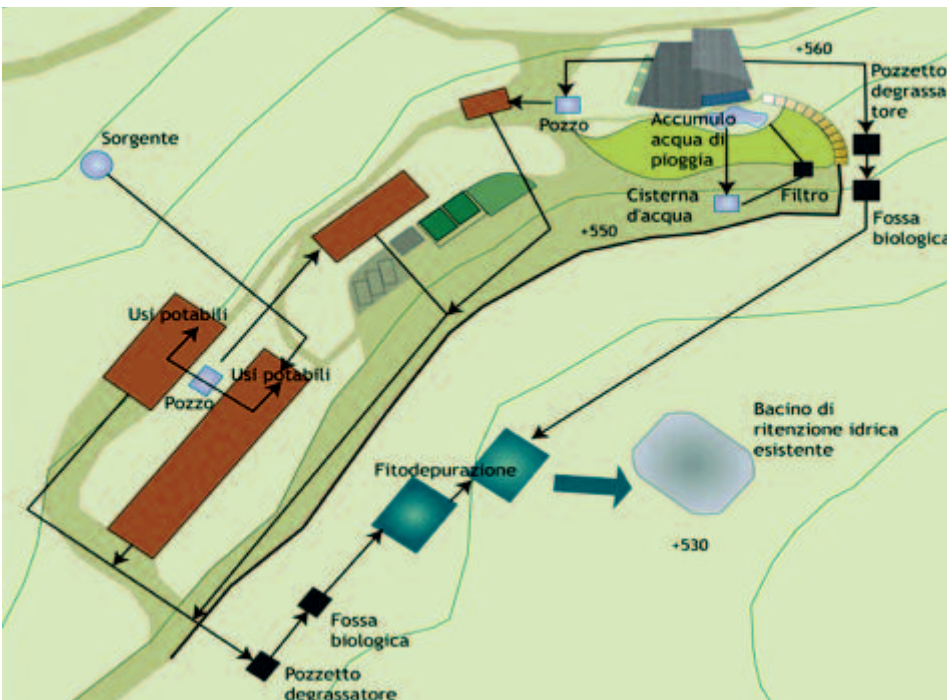 +560
Pozzetto
degrassa
tore
Sorgente
Pozzo
Accumulo
acqua di
pioggia
Cisterna
d'acqua
Filtro
Fossa
biologica
+550
Usi potabili
Usi potabili
Pozzo
Bacino di
ritenzione idrica
esistente
Fitodepurazione
+530
Fossa
biologica
Pozzetto
degrassatore